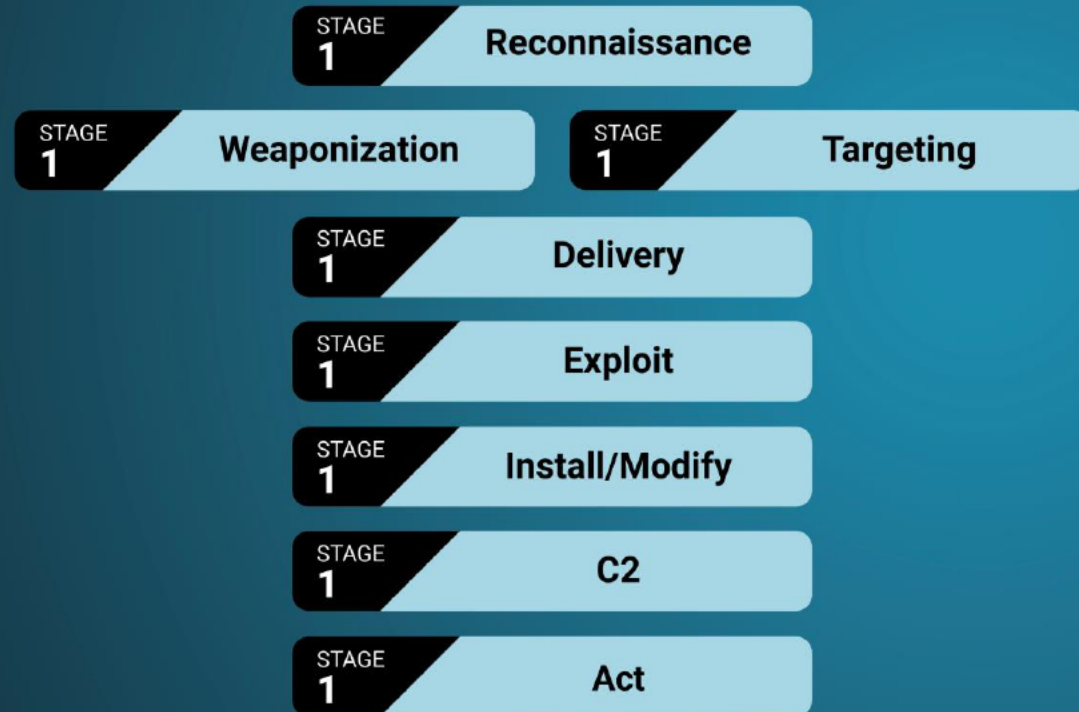 STAGE
1
Reconnaissance
STAGE
1
Weaponization
STAGE
1
Targeting
STAGE
1
Delivery
STAGE
1
Exploit
STAGE
1
Install/Modify
STAGE
1
C2
STAGE
1
Act